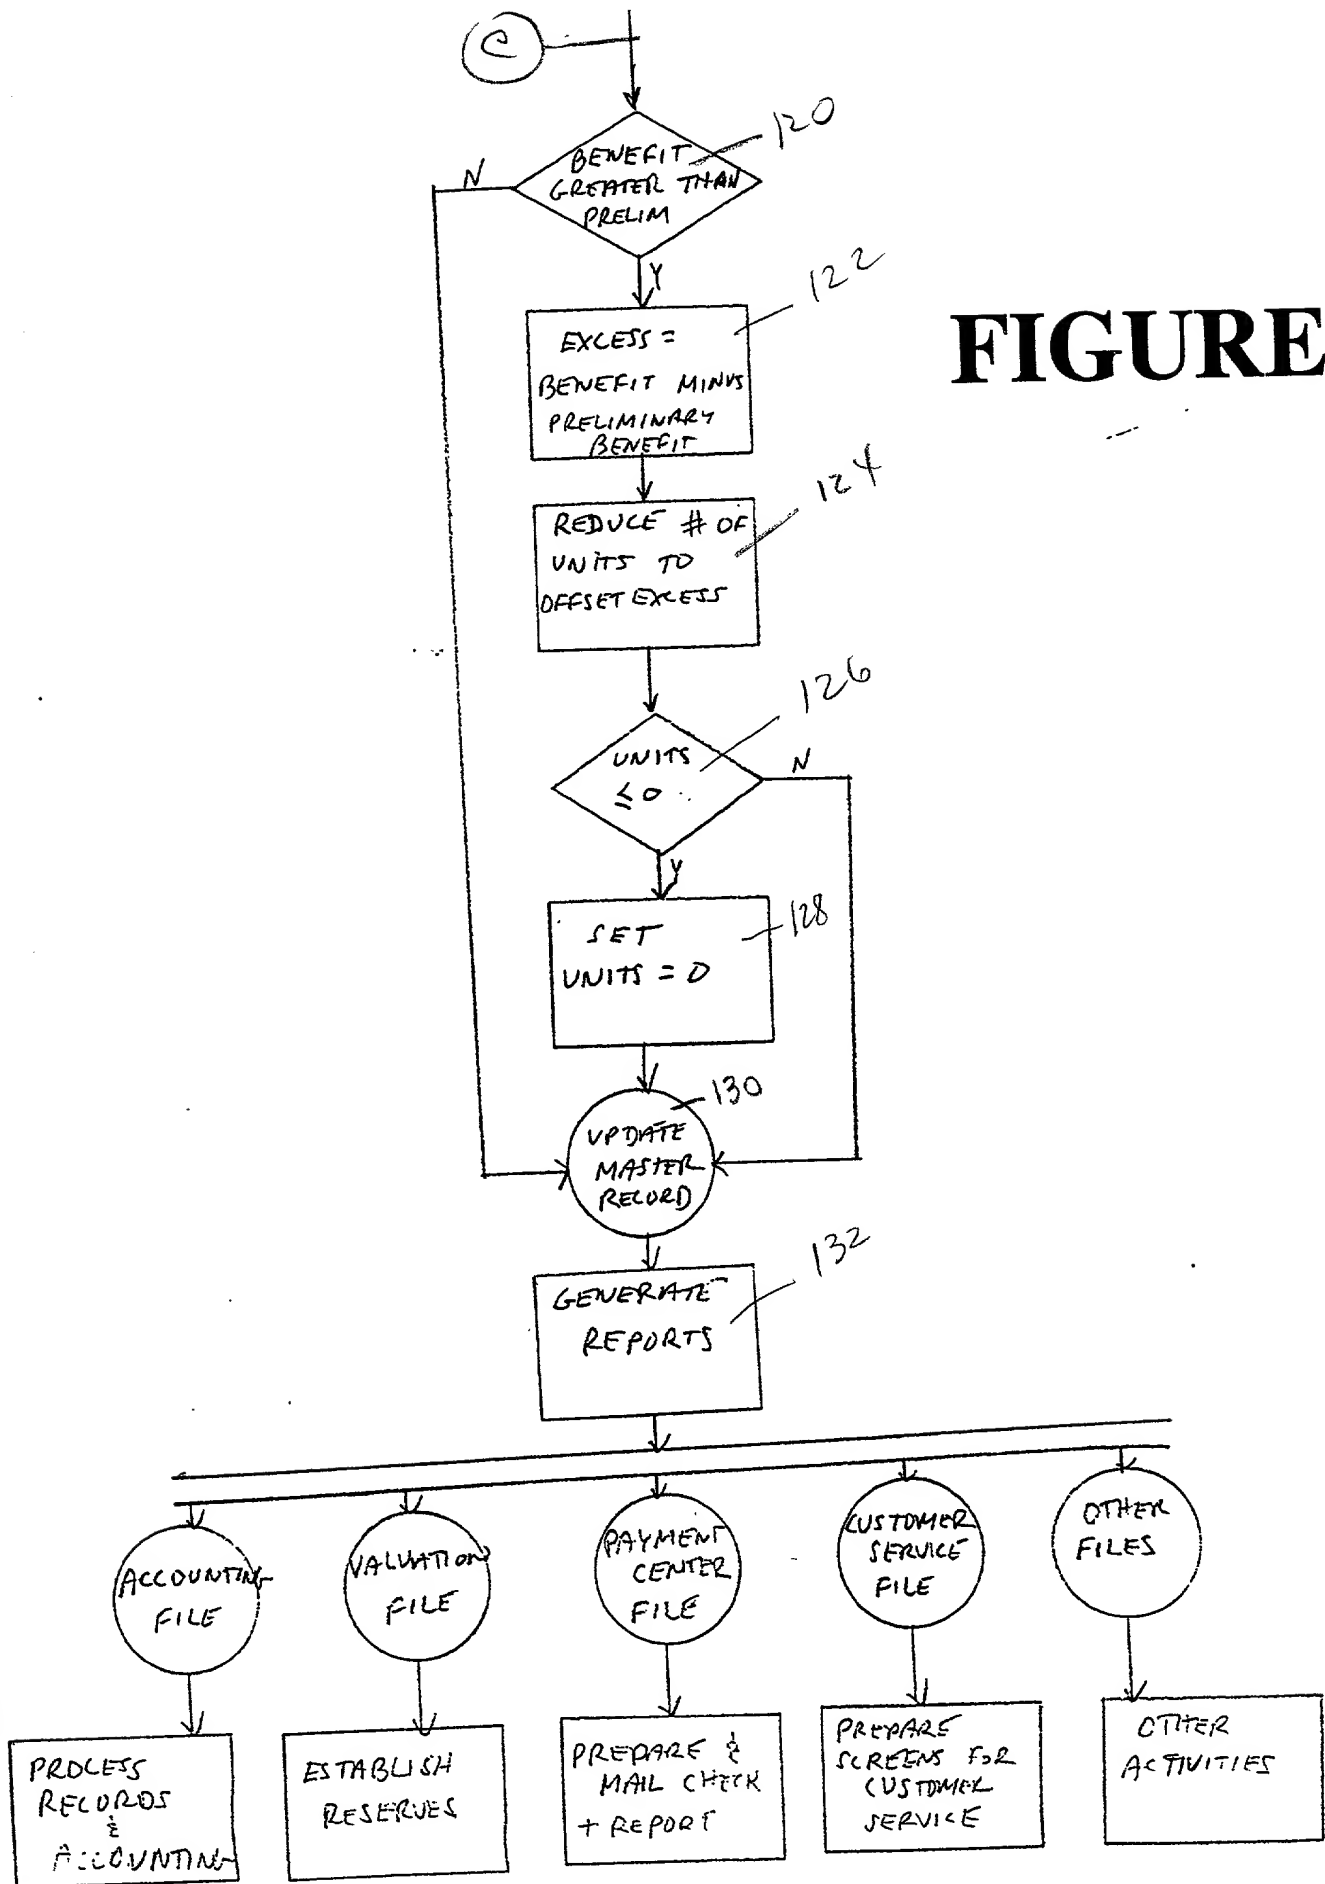 C
120
BENEFIT
GREATER THAN
PRELIM
N
Y
122
EXCESS =
BENEFIT MINUS
PRELIMINARY
BENEFIT
FIGURE
124
REDUCE # OF
UNITS TO
OFFSET EXCESS
126
UNITS
≤ 0
N
Y
128
SET
UNITS = 0
130
UPDATE
MASTER
RECORD
132
GENERATE
REPORTS
ACCOUNTING
FILE
VALUATION
FILE
PAYMENT
CENTER
FILE
CUSTOMER
SERVICE
FILE
OTHER
FILES
PROCESS
RECORDS
&
ACCOUNTING
ESTABLISH
RESERVES
PREPARE &
MAIL CHECK
+ REPORT
PREPARE
SCREENS FOR
CUSTOMER
SERVICE
OTHER
ACTIVITIES